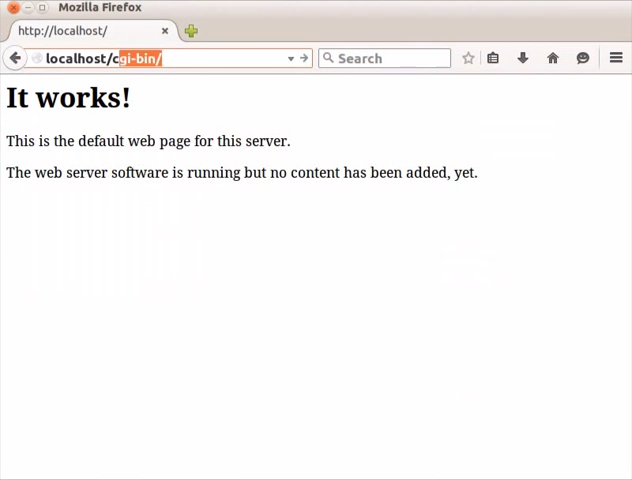 Mozilla Firefox
http://localhost/
localhost/cgi-bin/
Search
It works!
This is the default web page for this server.
The web server software is running but no content has been added, yet.